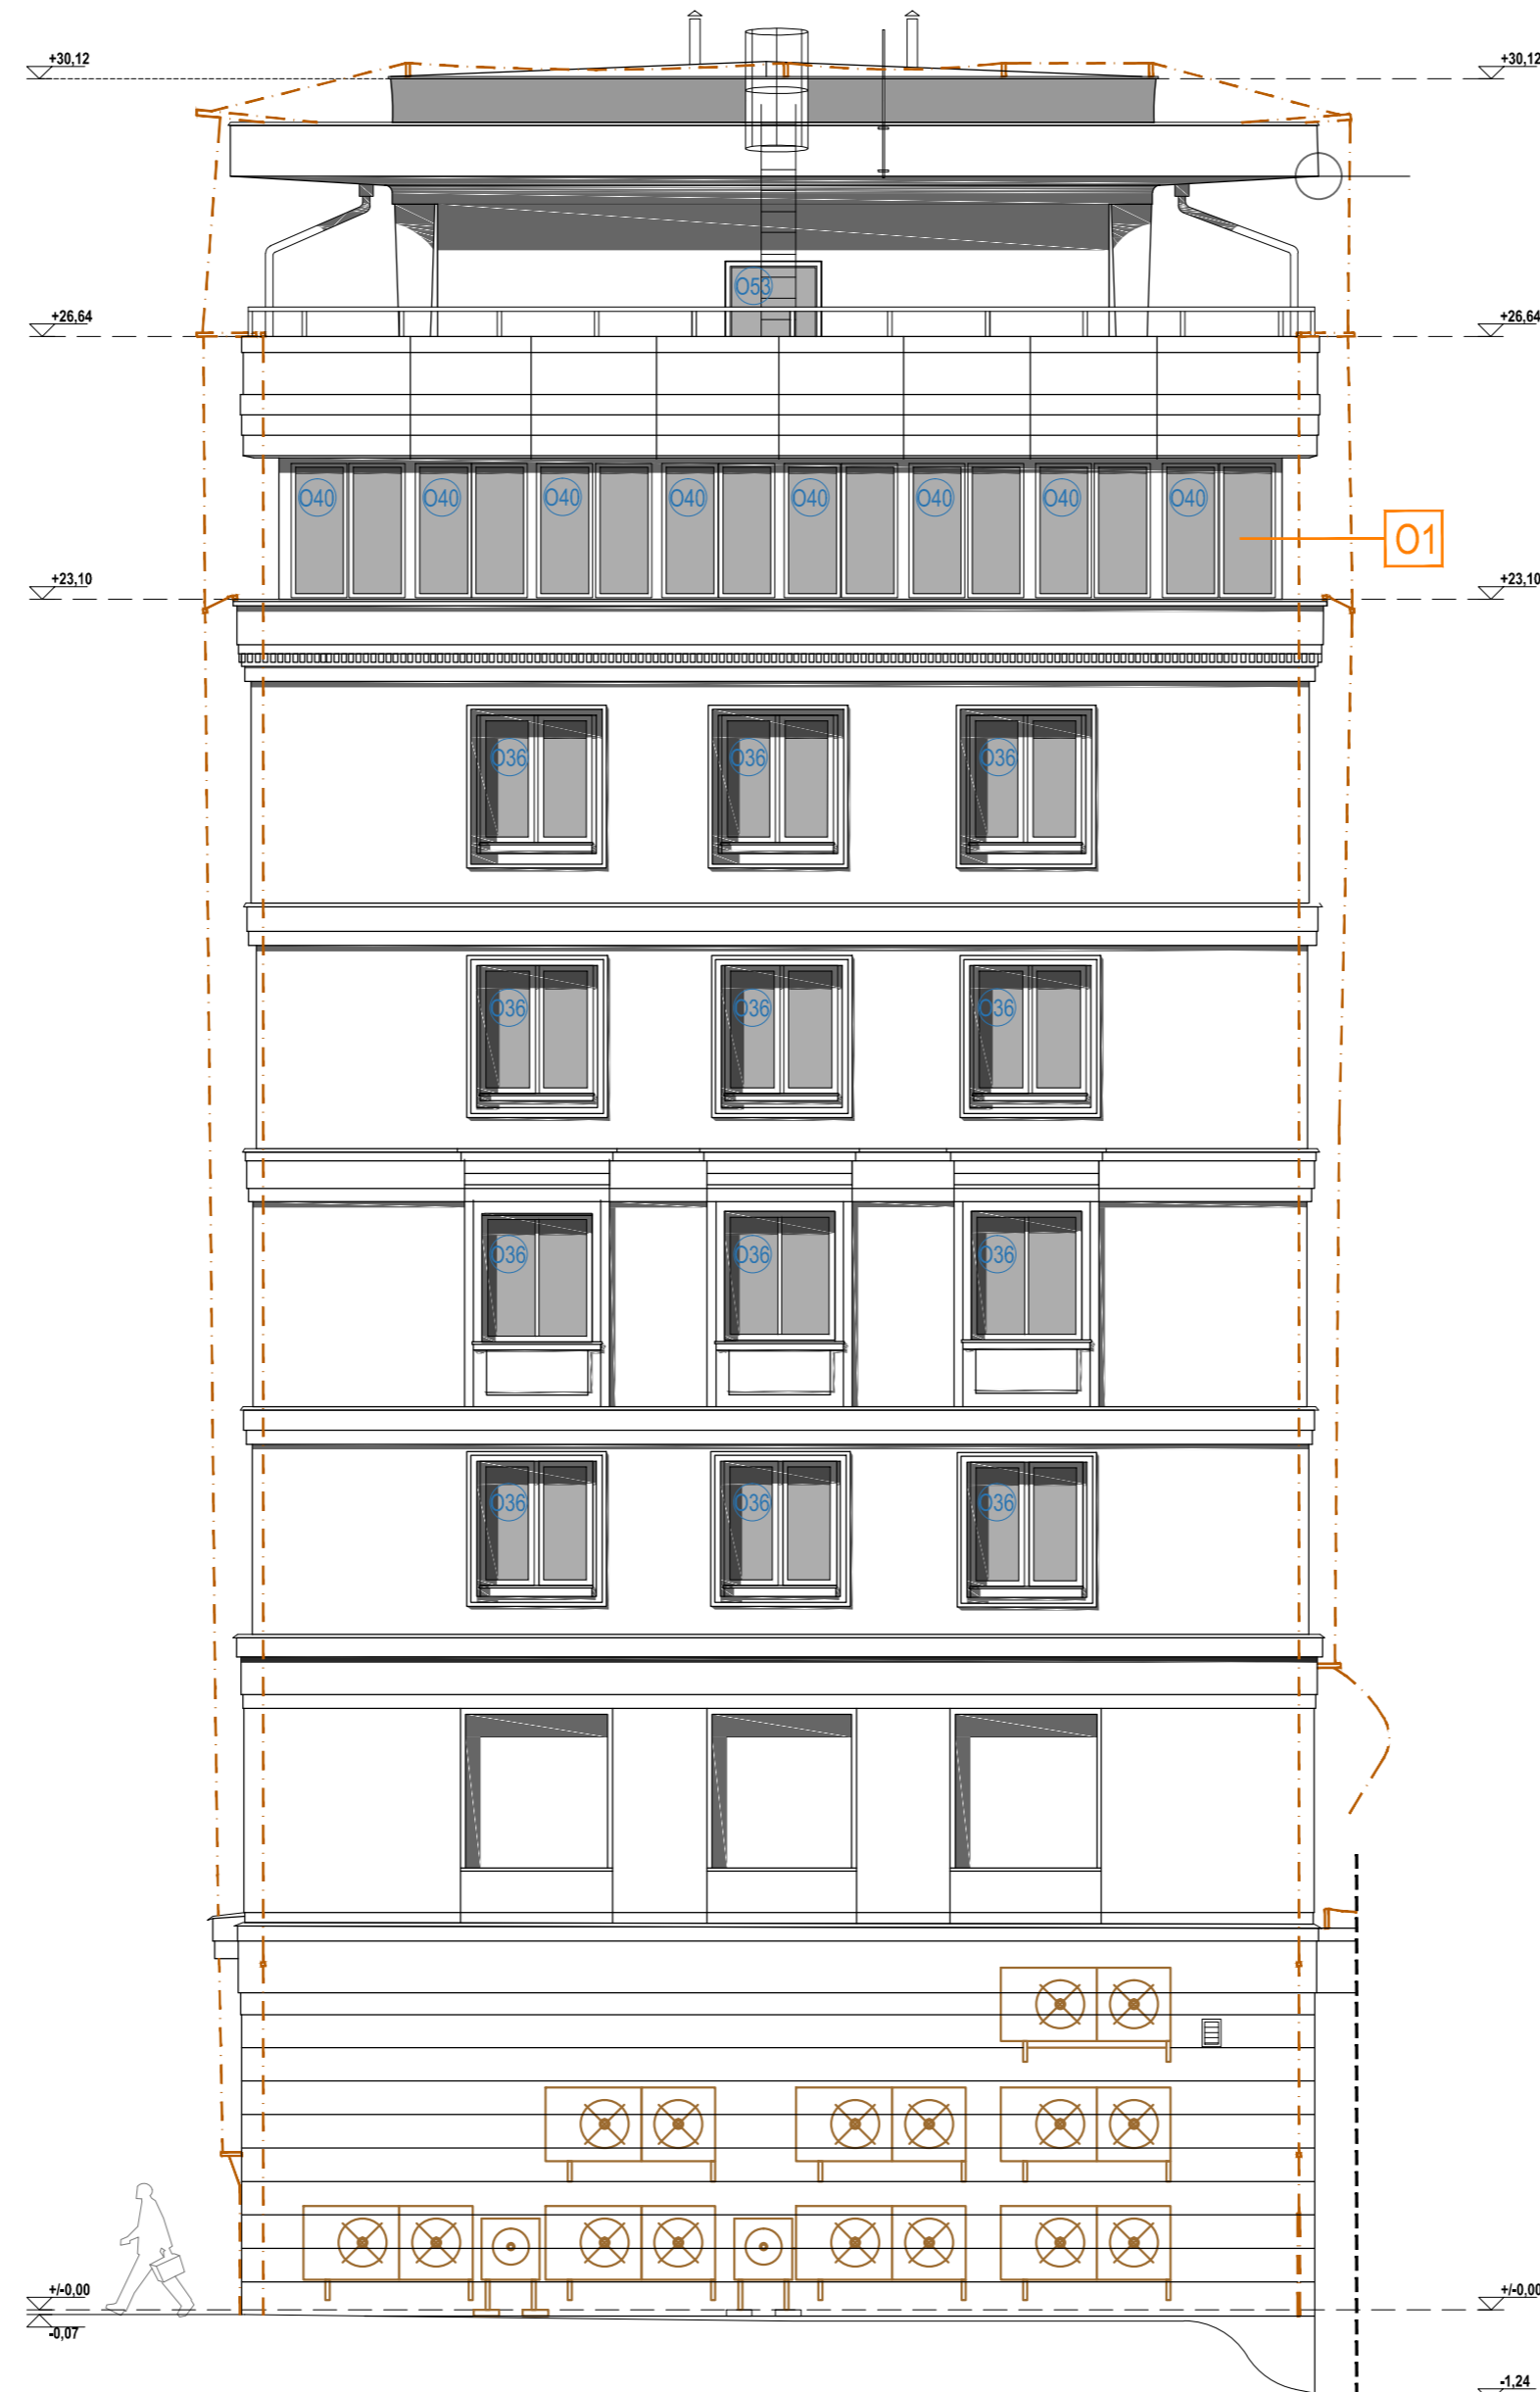 +30,12 +30,12
O53
+26,64 +26,64
O40 O40 O40 O40 O40 O40 O40 O40
O1
+23,10 +23,10
O36 O36 O36
O36 O36 O36
O36 O36 O36
O36 O36 O36
+/-0,00 +/-0,00
-0,07
-1,24